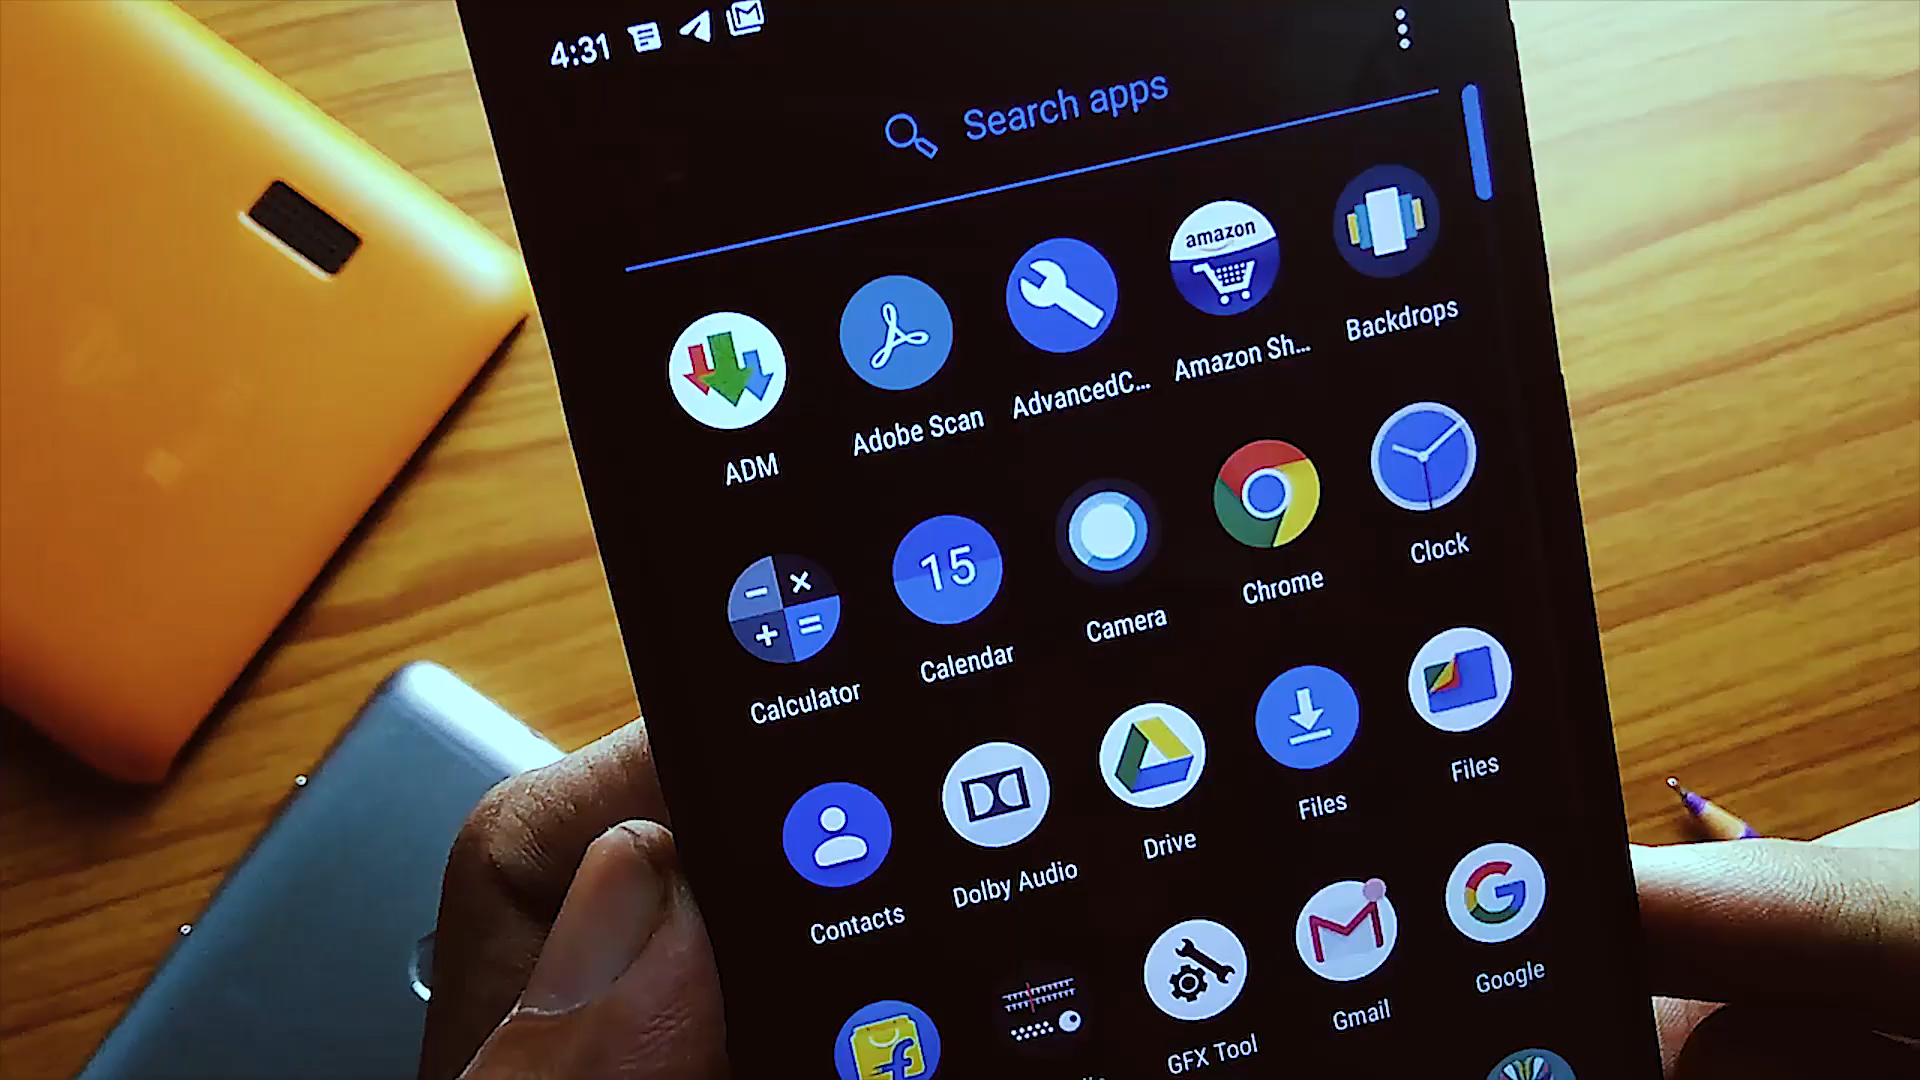 4:31
Search apps
amazon
ADM
Adobe Scan
AdvancedC...
Amazon Sh...
Backdrops
15
Calculator
Calendar
Camera
Chrome
Clock
Contacts
Dolby Audio
Drive
Files
Files
GFX Tool
Gmail
Google